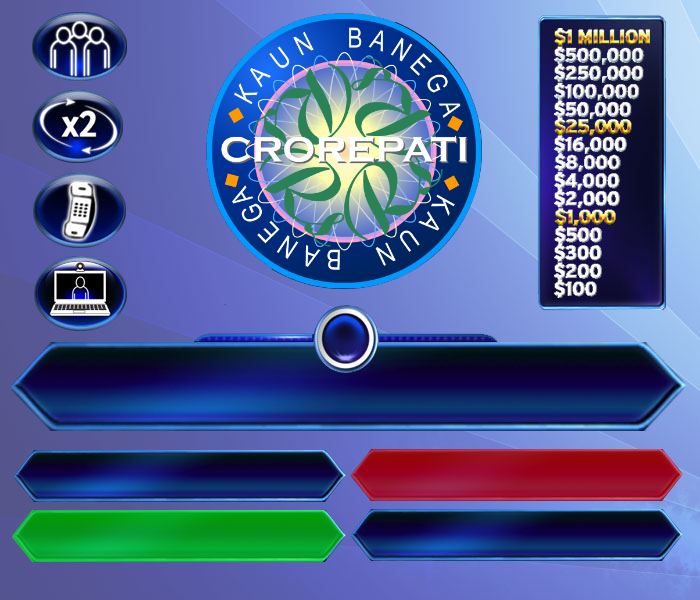 x2
KAUN BANEGA
CROREPATI
KAUN BANEGA
$1 MILLION
$500,000
$250,000
$100,000
$50,000
$25,000
$16,000
$8,000
$4,000
$2,000
$1,000
$500
$300
$200
$100